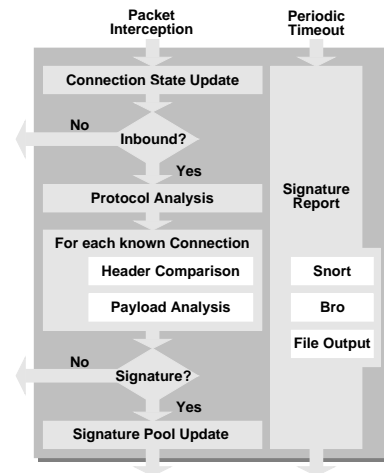 Packet
Interception
Periodic
Timeout
Connection State Update
No
Inbound?
Yes
Protocol Analysis
Signature
Report
For each known Connection
Header Comparison
Payload Analysis
Snort
Bro
File Output
No
Signature?
Yes
Signature Pool Update